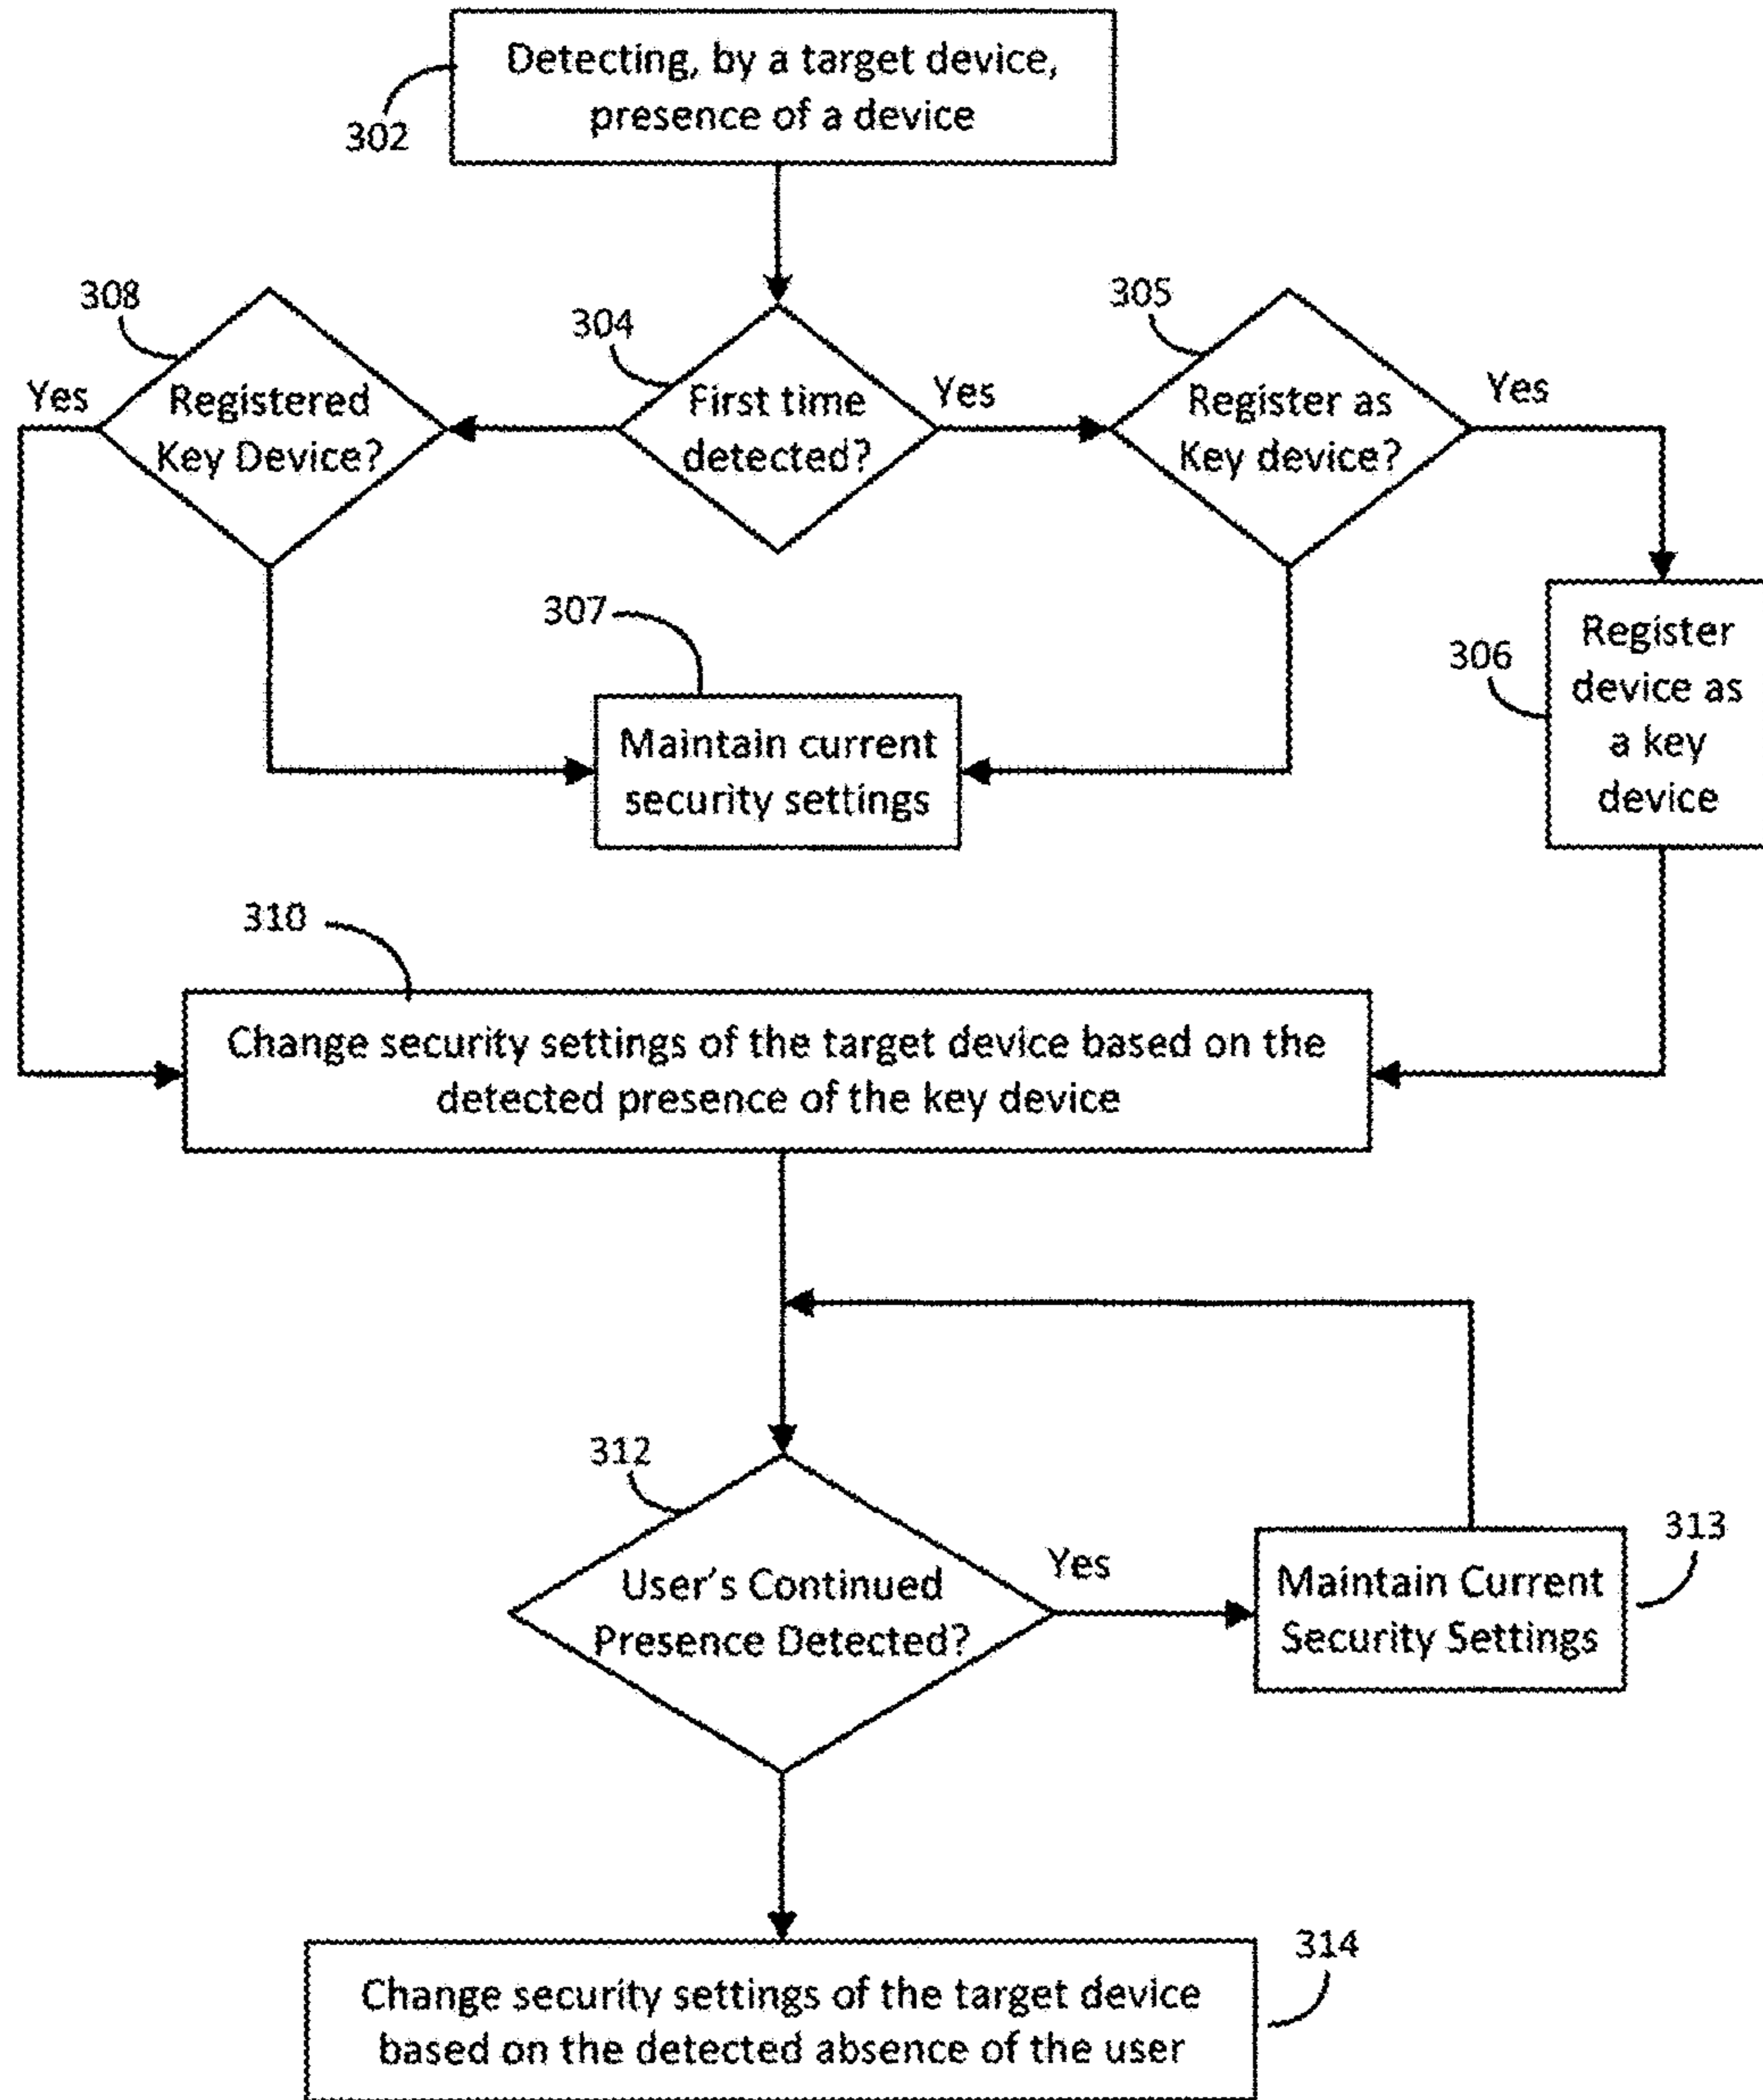 Detecting, by a target device,
presence of a device
302
308
304
305
Yes
Registered
Key Device?
First time
detected?
Yes
Register as
Key device?
Yes
307
Maintain current
security settings
306
Register
device as
a key
device
310
Change security settings of the target device based on the
detected presence of the key device
312
User's Continued
Presence Detected?
Yes
Maintain Current
Security Settings
313
314
Change security settings of the target device
based on the detected absence of the user